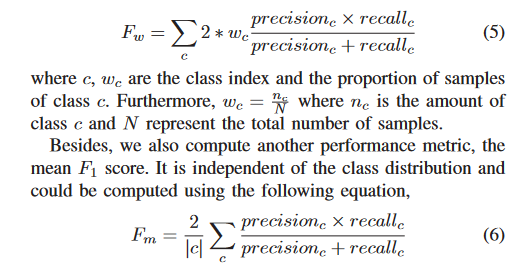 F_w = \sum_c 2 * w_c \frac{precision_c \times recall_c}{precision_c + recall_c} (5)
where c, w_c are the class index and the proportion of samples
of class c. Furthermore, w_c = \frac{n_c}{N} where n_c is the amount of
class c and N represent the total number of samples.
Besides, we also compute another performance metric, the
mean F_1 score. It is independent of the class distribution and
could be computed using the following equation,
F_m = \frac{2}{|c|} \sum_c \frac{precision_c \times recall_c}{precision_c + recall_c} (6)